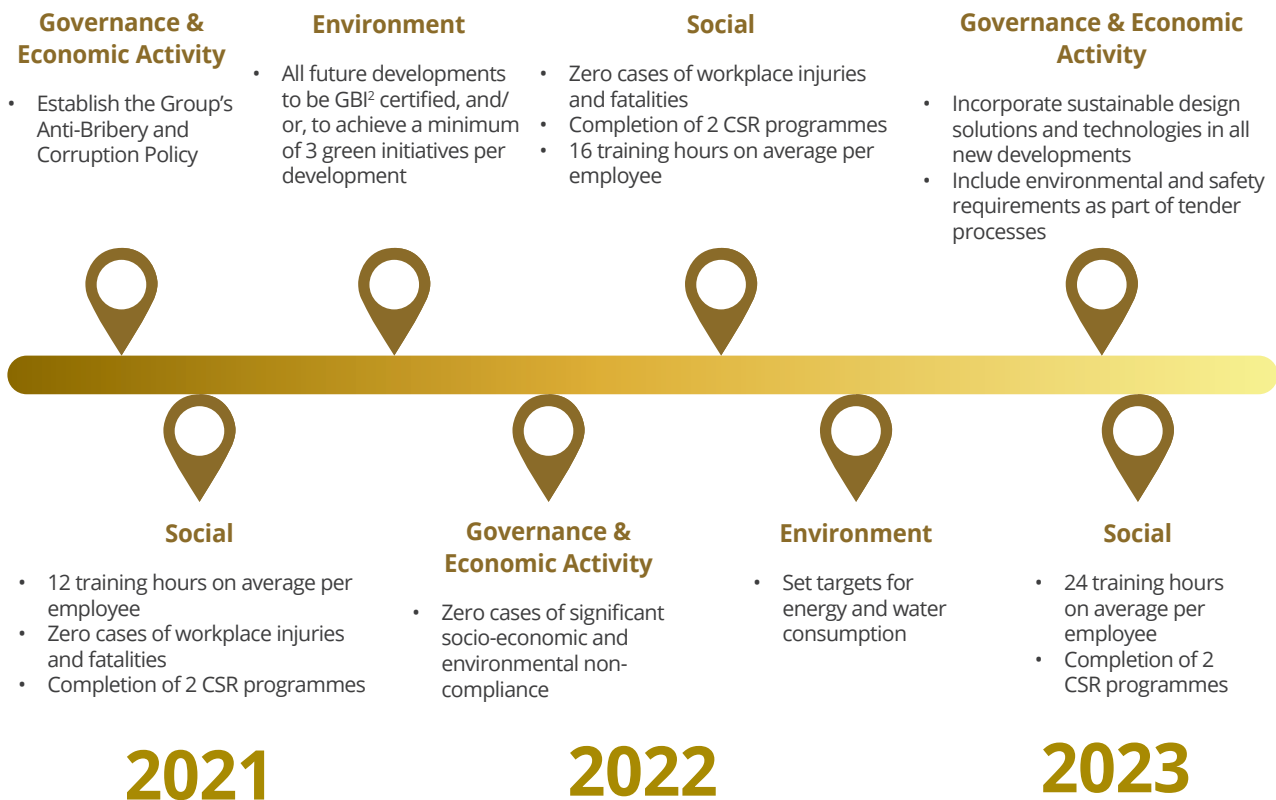 Governance &
Economic Activity
• Establish the Group's
Anti-Bribery and
Corruption Policy
Environment
• All future developments
to be GBI² certified, and/
or, to achieve a minimum
of 3 green initiatives per
development
Social
• Zero cases of workplace injuries
and fatalities
• Completion of 2 CSR programmes
• 16 training hours on average per
employee
Governance & Economic
Activity
• Incorporate sustainable design
solutions and technologies in all
new developments
• Include environmental and safety
requirements as part of tender
processes
Social
• 12 training hours on average per
employee
• Zero cases of workplace injuries
and fatalities
• Completion of 2 CSR programmes
Governance &
Economic Activity
• Zero cases of significant
socio-economic and
environmental non-
compliance
Environment
• Set targets for
energy and water
consumption
Social
• 24 training hours
on average per
employee
• Completion of 2
CSR programmes
2021
2022
2023